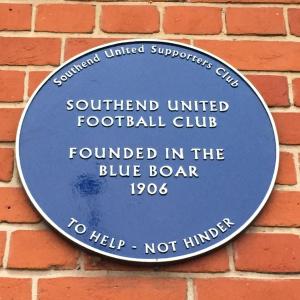 Southend United Supporters Club
SOUTHEND UNITED
FOOTBALL CLUB
FOUNDED IN THE
BLUE BOAR
1906
TO HELP - NOT HINDER